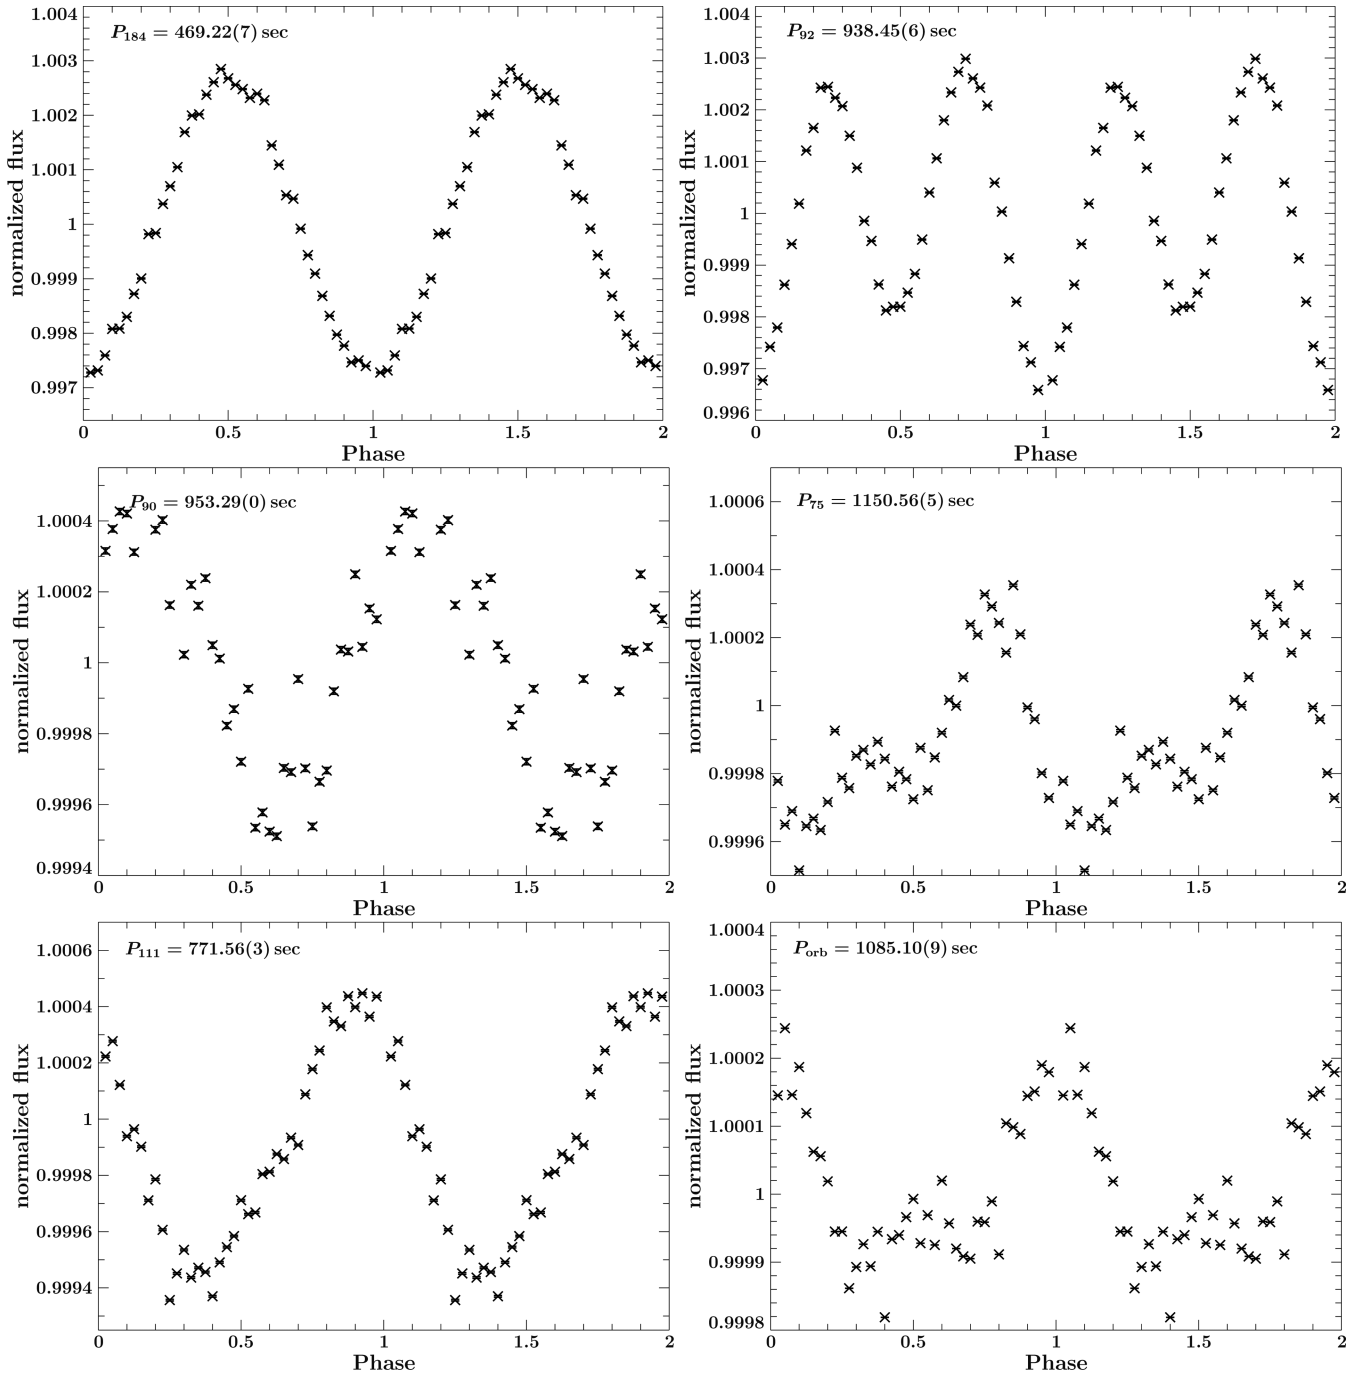 P184 = 469.22(7) sec
1.004
1.003
1.002
1.001
1
0.999
0.998
0.997
normalized flux
0 0.5 1 1.5 2
Phase
P92 = 938.45(6) sec
1.004
1.003
1.002
1.001
1
0.999
0.998
0.997
0.996
normalized flux
0 0.5 1 1.5 2
Phase
P90 = 953.29(0) sec
1.0004
1.0002
1
0.9998
0.9996
0.9994
normalized flux
0 0.5 1 1.5 2
Phase
P75 = 1150.56(5) sec
1.0006
1.0004
1.0002
1
0.9998
0.9996
normalized flux
0 0.5 1 1.5 2
Phase
P111 = 771.56(3) sec
1.0006
1.0004
1.0002
1
0.9998
0.9996
0.9994
normalized flux
0 0.5 1 1.5 2
Phase
Porb = 1085.10(9) sec
1.0004
1.0003
1.0002
1.0001
1
0.9999
0.9998
normalized flux
0 0.5 1 1.5 2
Phase